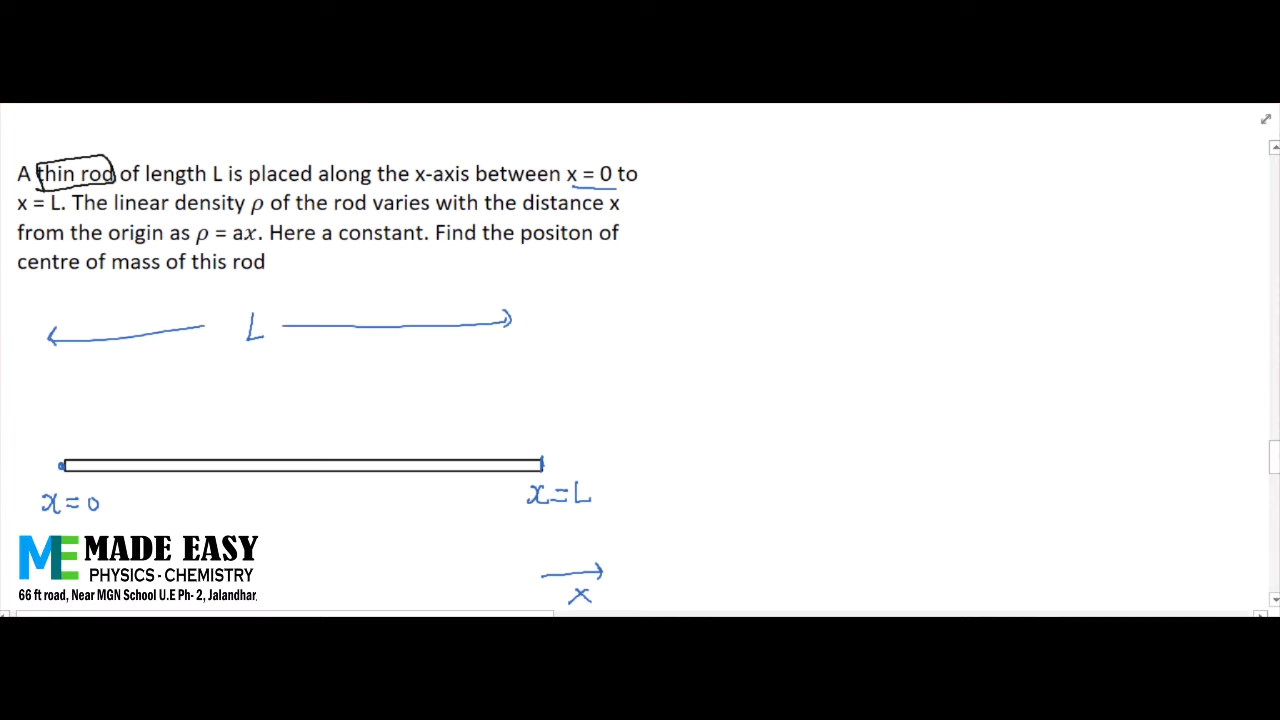 A thin rod of length L is placed along the x-axis between x = 0 to
x = L. The linear density ρ of the rod varies with the distance x
from the origin as ρ = ax. Here a constant. Find the positon of
centre of mass of this rod
L
x=0
x=L
ME MADE EASY
PHYSICS - CHEMISTRY
66 ft road, Near MGN School U.E Ph- 2, Jalandhar,
x